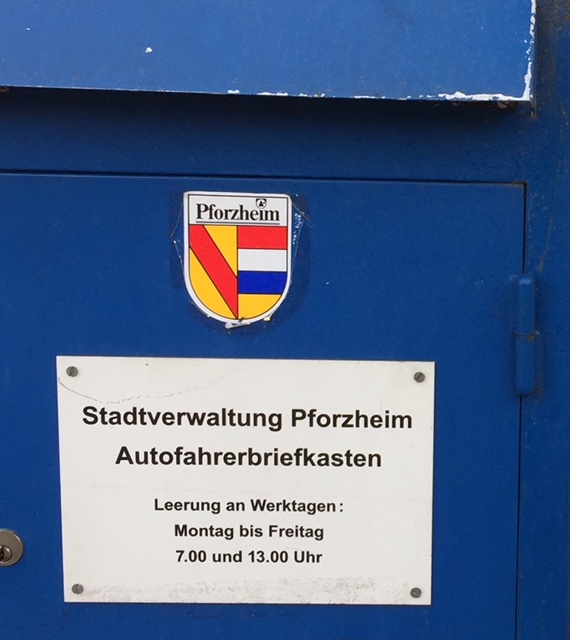 Pforzheim
Stadtverwaltung Pforzheim
Autofahrerbriefkasten
Leerung an Werktagen:
Montag bis Freitag
7.00 und 13.00 Uhr